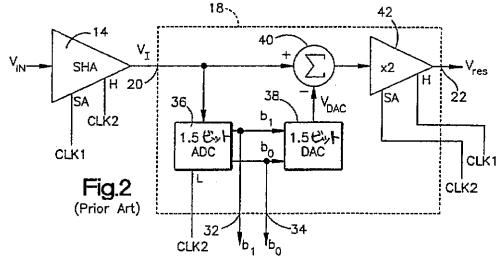 18
14
42
40
V_IN
SHA
V_I
+
Σ
−
x2
V_res
20
22
SA
H
SA
H
V_DAC
36
38
CLK2
CLK1
1.5ビット
ADC
b₁
b₀
1.5ビット
DAC
L
CLK1
CLK2
Fig.2
(Prior Art)
32
34
CLK2
b₁
b₀